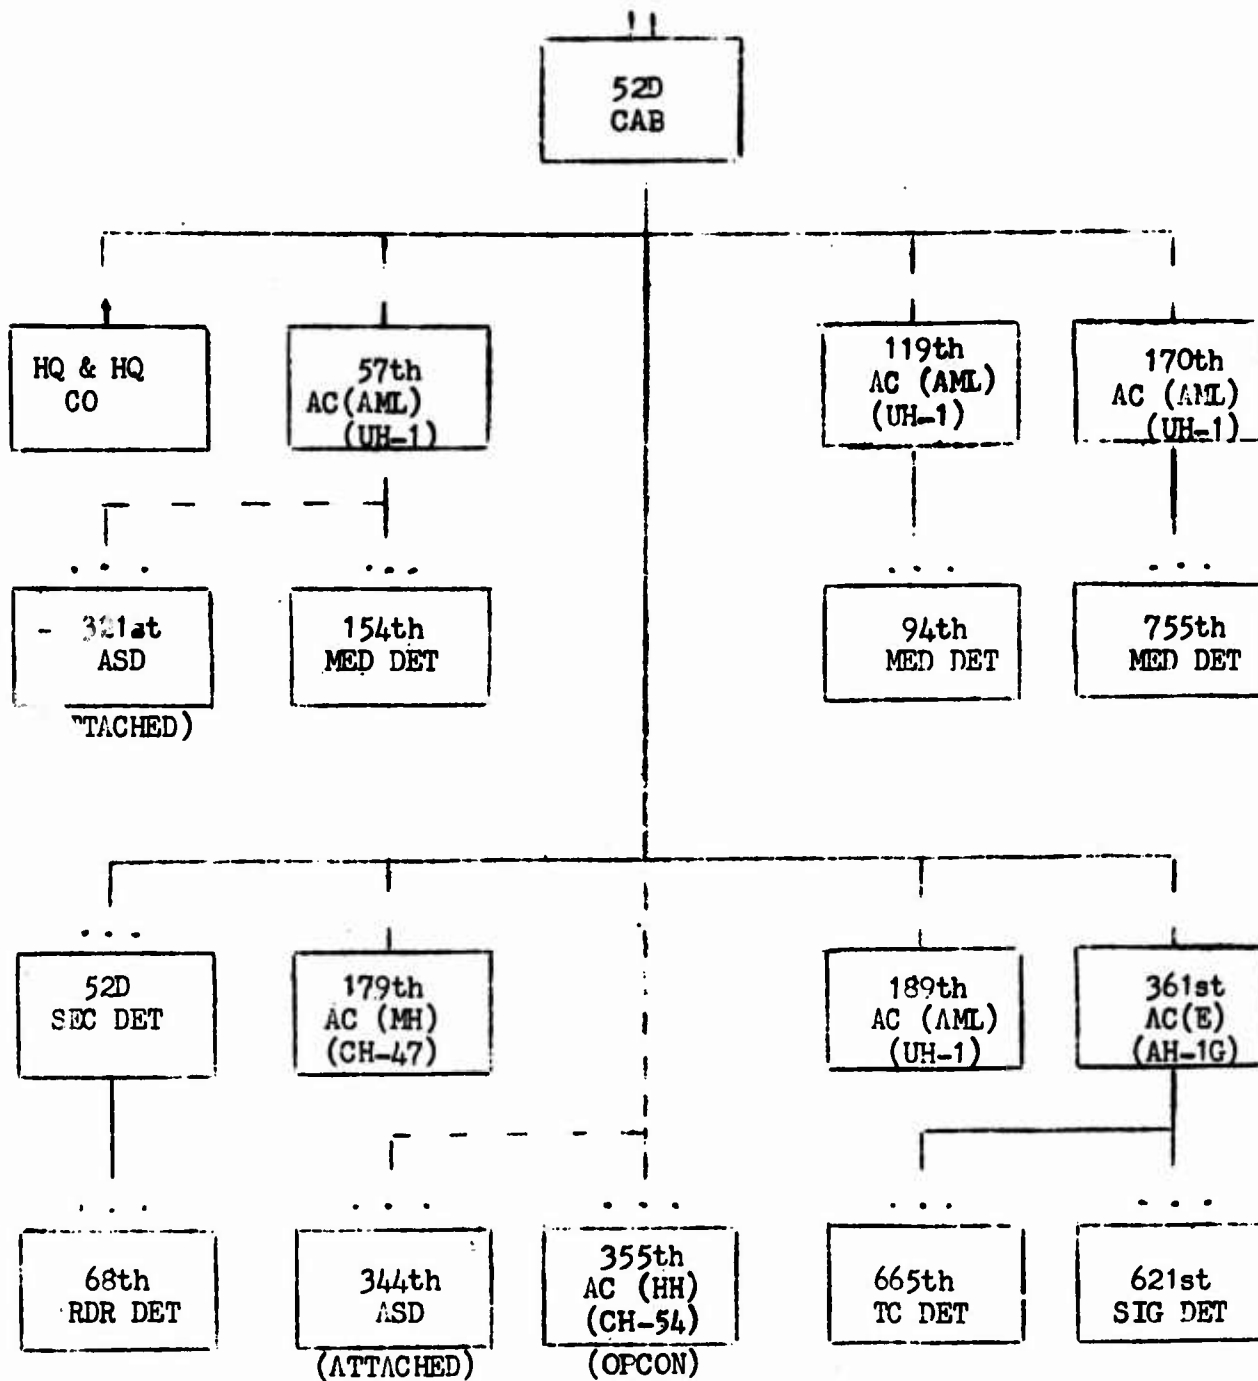 52D
CAB
HQ & HQ
CO
57th
AC(AML)
(UH-1)
119th
AC (AML)
(UH-1)
170th
AC (AML)
(UH-1)
321st
ASD
TACHED)
154th
MED DET
94th
MED DET
755th
MED DET
52D
SEC DET
179th
AC (MH)
(CH-47)
189th
AC (AML)
(UH-1)
361st
AC(E)
(AH-1G)
68th
RDR DET
344th
ASD
(ATTACHED)
355th
AC (HH)
(CH-54)
(OPCON)
665th
TC DET
621st
SIG DET